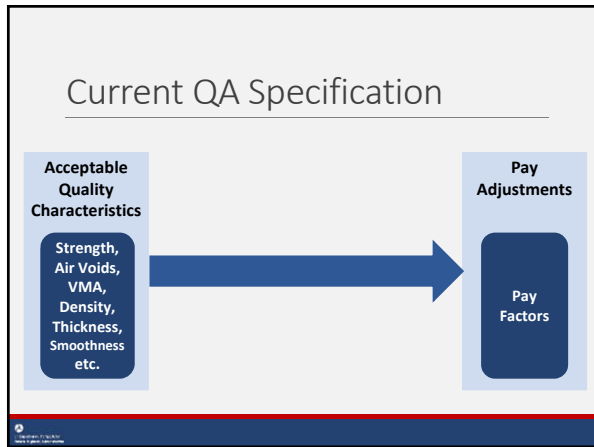 Current QA Specification
Acceptable
Quality
Characteristics
Strength,
Air Voids,
VMA,
Density,
Thickness,
Smoothness
etc.
Pay
Adjustments
Pay
Factors